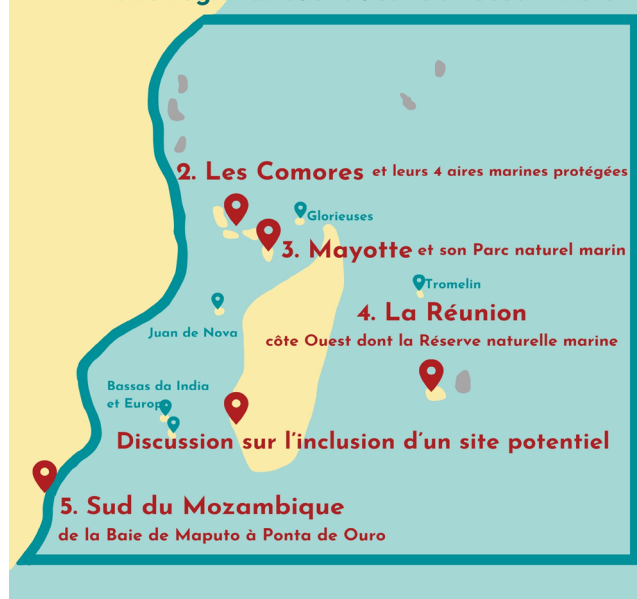 2. Les Comores et leurs 4 aires marines protégées
Glorieuses
3. Mayotte et son Parc naturel marin
Tromelin
4. La Réunion
Juan de Nova
côte Ouest dont la Réserve naturelle marine
Bassas da India
et Europa
Discussion sur l'inclusion d'un site potentiel
5. Sud du Mozambique
de la Baie de Maputo à Ponta de Ouro